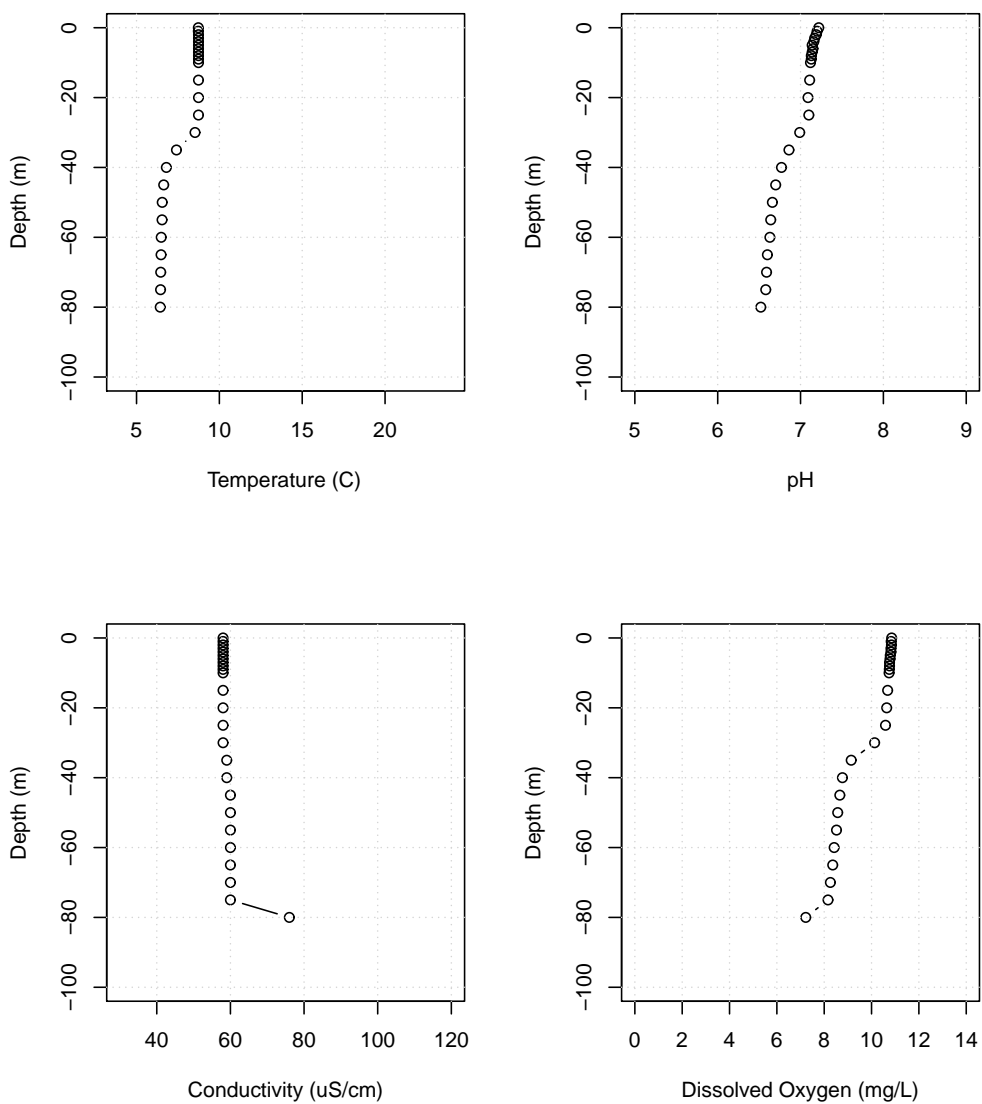 0
−20
−40
−60
−80
−100
Depth (m)
5 10 15 20
Temperature (C)
0
−20
−40
−60
−80
−100
Depth (m)
5 6 7 8 9
pH
0
−20
−40
−60
−80
−100
Depth (m)
40 60 80 100 120
Conductivity (uS/cm)
0
−20
−40
−60
−80
−100
Depth (m)
0 2 4 6 8 10 12 14
Dissolved Oxygen (mg/L)